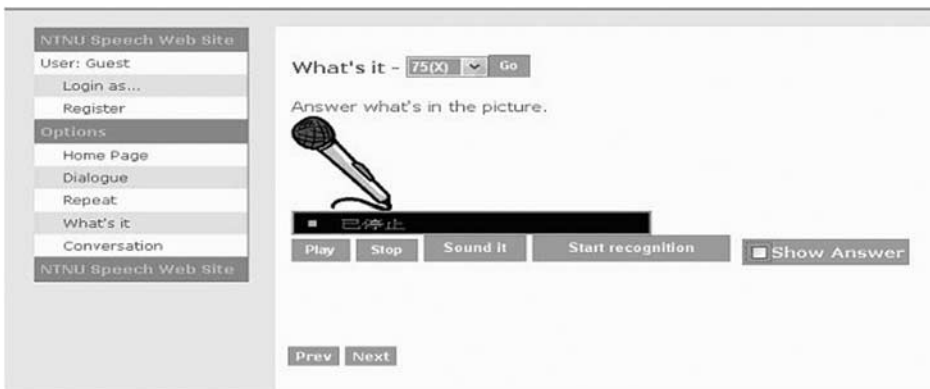 NTNU Speech Web Site
User: Guest
Login as...
Register
Options
Home Page
Dialogue
Repeat
What's it
Conversation
NTNU Speech Web Site
What's it - 75(X) Go
Answer what's in the picture.
已停止
Play Stop Sound it Start recognition Show Answer
Prev Next